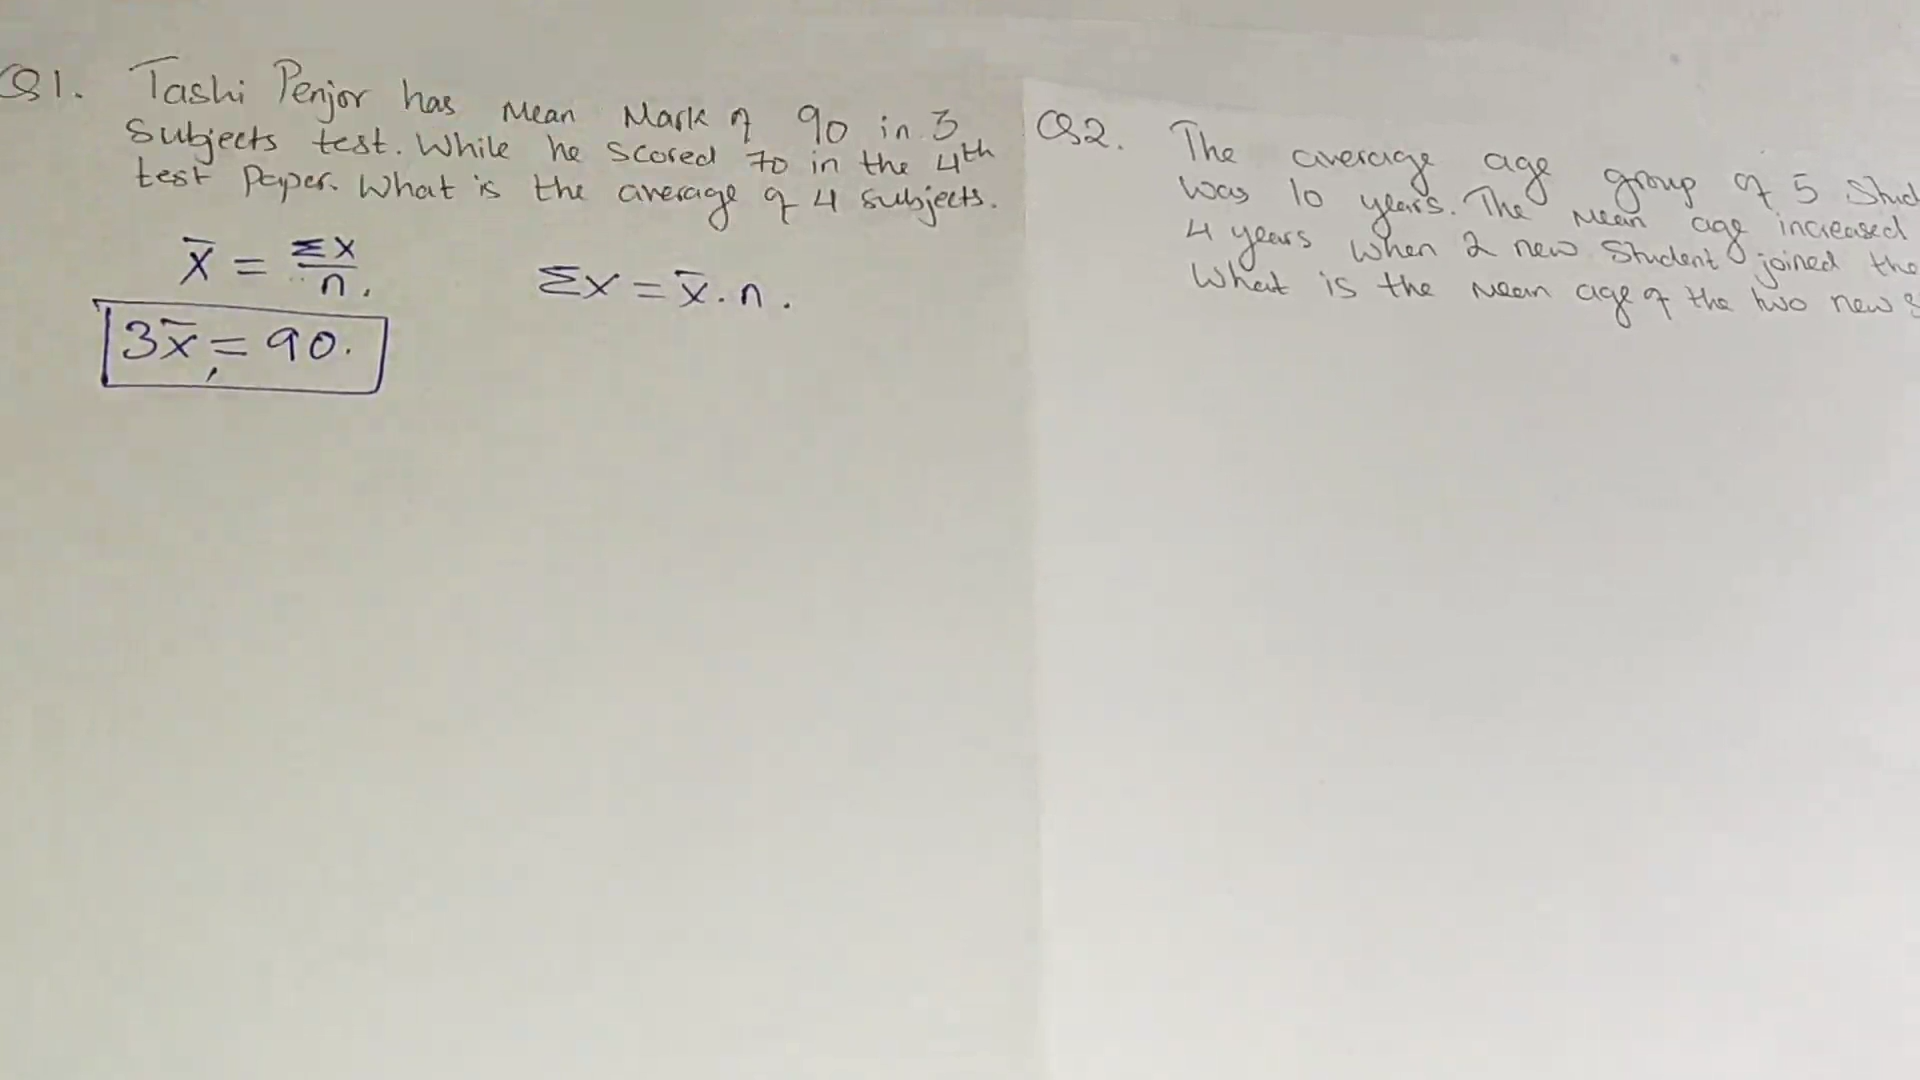 Q1. Tashi Penjor has Mean Mark of 90 in 3
Subjects test. While he scored 70 in the 4th
test Paper. What is the average of 4 subjects.
x̄ = Σx/n.
Σx = x̄.n.
3x̄, = 90.
Q2. The average age group of 5 Stud
was 10 years. The Mean age increased
4 years when 2 new Student joined the
What is the Mean age of the two new s